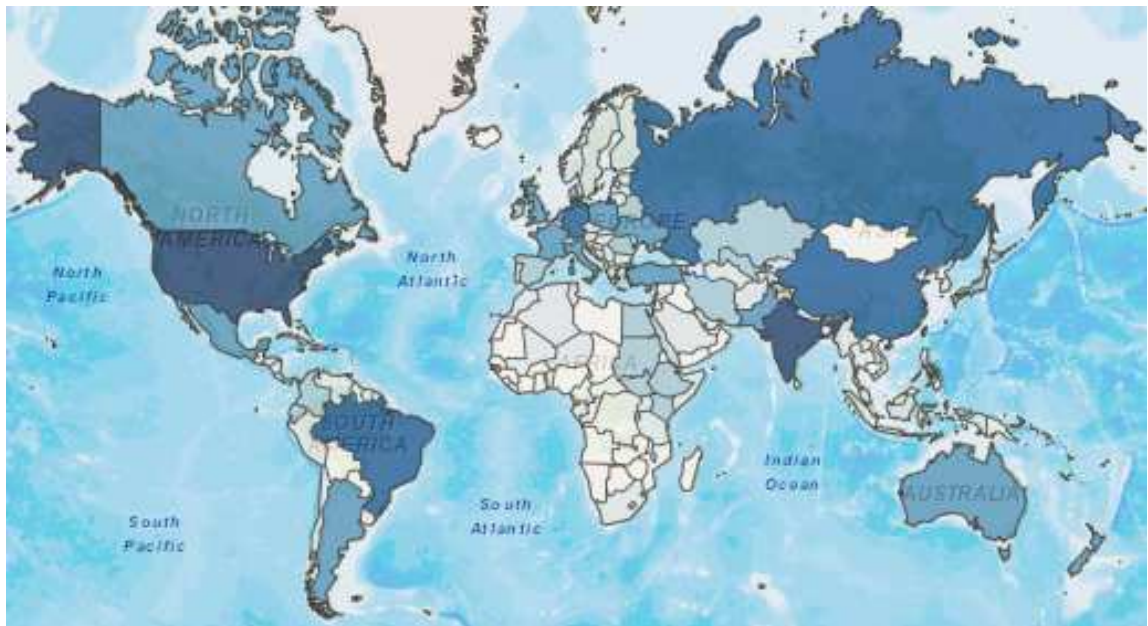 NORTH
AMERICA
North
Pacific
North
Atlantic
SOUTH
AMERICA
South
Pacific
South
Atlantic
Indian
Ocean
AUSTRALIA